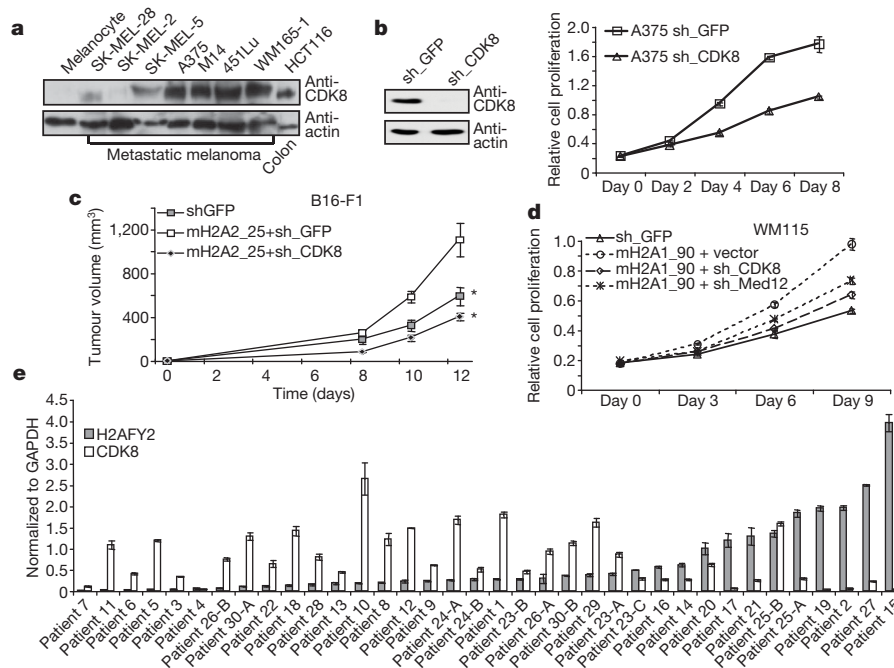 a
Melanocyte
SK-MEL-28
SK-MEL-2
SK-MEL-5
A375
M14
451Lu
WM165-1
HCT116
Anti-
CDK8
Anti-
actin
Metastatic melanoma
Colon
b
sh_GFP
sh_CDK8
Anti-
CDK8
Anti-
actin
A375 sh_GFP
A375 sh_CDK8
Relative cell proliferation
2.0
1.6
1.2
0.8
0.4
0
Day 0 Day 2 Day 4 Day 6 Day 8
c
B16-F1
shGFP
mH2A2_25+sh_GFP
mH2A2_25+sh_CDK8
Tumour volume (mm3)
1,200
800
400
0
*
*
0 2 4 6 8 10 12
Time (days)
d
WM115
sh_GFP
mH2A1_90 + vector
mH2A1_90 + sh_CDK8
mH2A1_90 + sh_Med12
Relative cell proliferation
1.0
0.8
0.6
0.4
0.2
0
Day 0 Day 3 Day 6 Day 9
e
H2AFY2
CDK8
Normalized to GAPDH
4.5
4.0
3.5
3.0
2.5
2.0
1.5
1.0
0.5
0
Patient 7
Patient 11
Patient 6
Patient 5
Patient 3
Patient 4
Patient 26-B
Patient 30-A
Patient 22
Patient 18
Patient 28
Patient 13
Patient 10
Patient 8
Patient 12
Patient 9
Patient 24-A
Patient 24-B
Patient 1
Patient 23-B
Patient 26-A
Patient 30-B
Patient 29
Patient 23-A
Patient 23-C
Patient 16
Patient 14
Patient 20
Patient 17
Patient 21
Patient 25-B
Patient 25-A
Patient 19
Patient 2
Patient 27
Patient 15